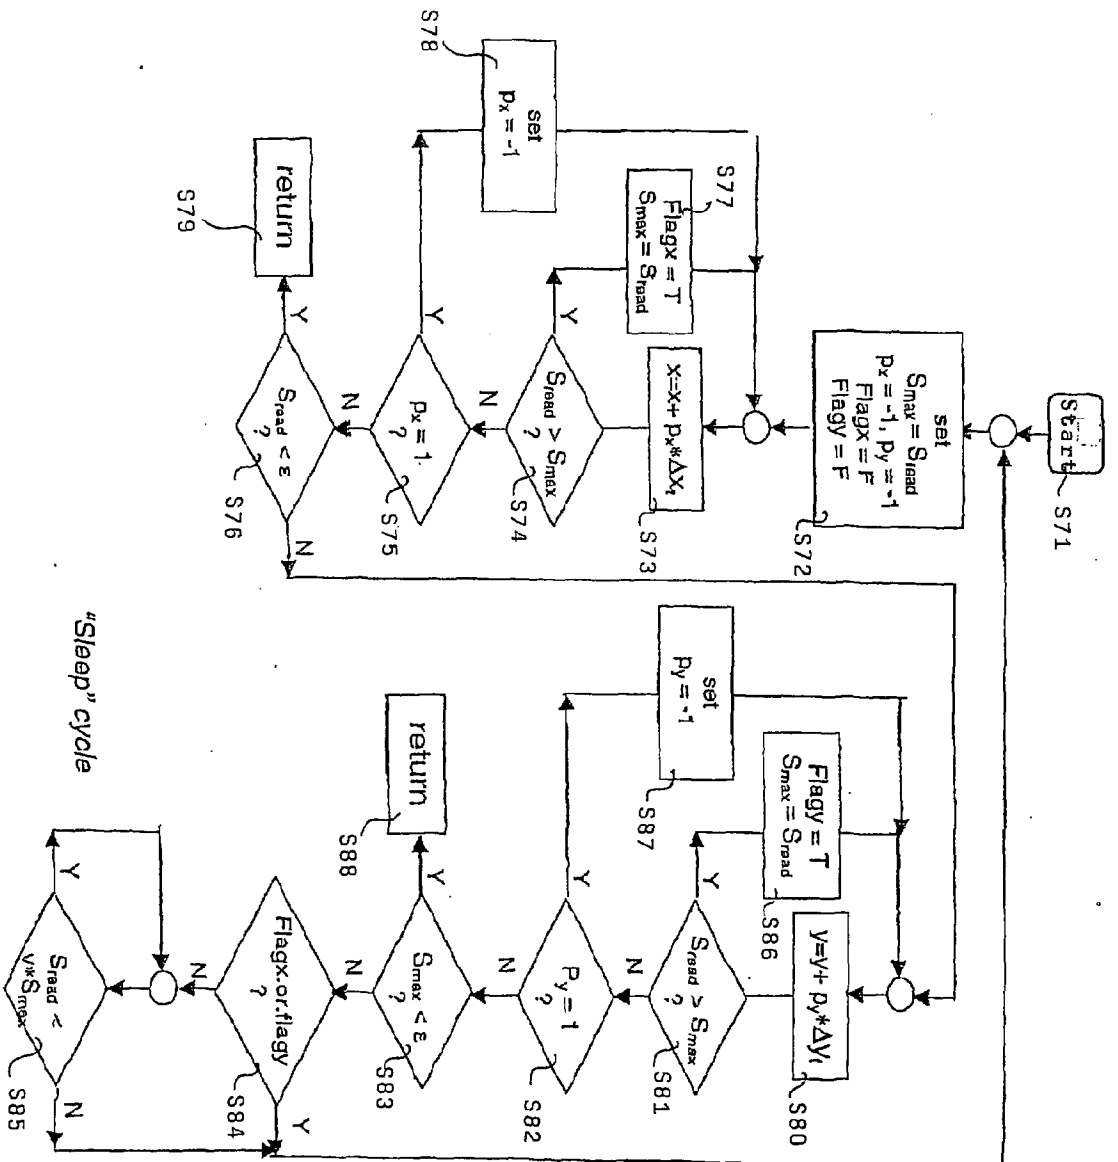 Start
S71
set
Smax = Sread
px = -1, py = -1
Flagx = F
Flagy = F
S72
x=x+ px*Δxt
S73
Sread > Smax
?
S74
Y
N
Flagx = T
Smax = Sread
S77
px = 1.
?
S75
Y
N
set
px = -1
S78
Sread < ε
?
S76
Y
N
return
S79
y=y+ py*Δyt
S80
Sread > Smax
?
S81
Y
N
Flagy = T
Smax = Sread
S86
Py = 1
?
S82
Y
N
set
py = -1
S87
Smax < ε
?
S83
Y
N
return
S88
Flagx.or.flagy
?
S84
Y
N
Sread <
v*Smax
S85
Y
N
"Sleep" cycle